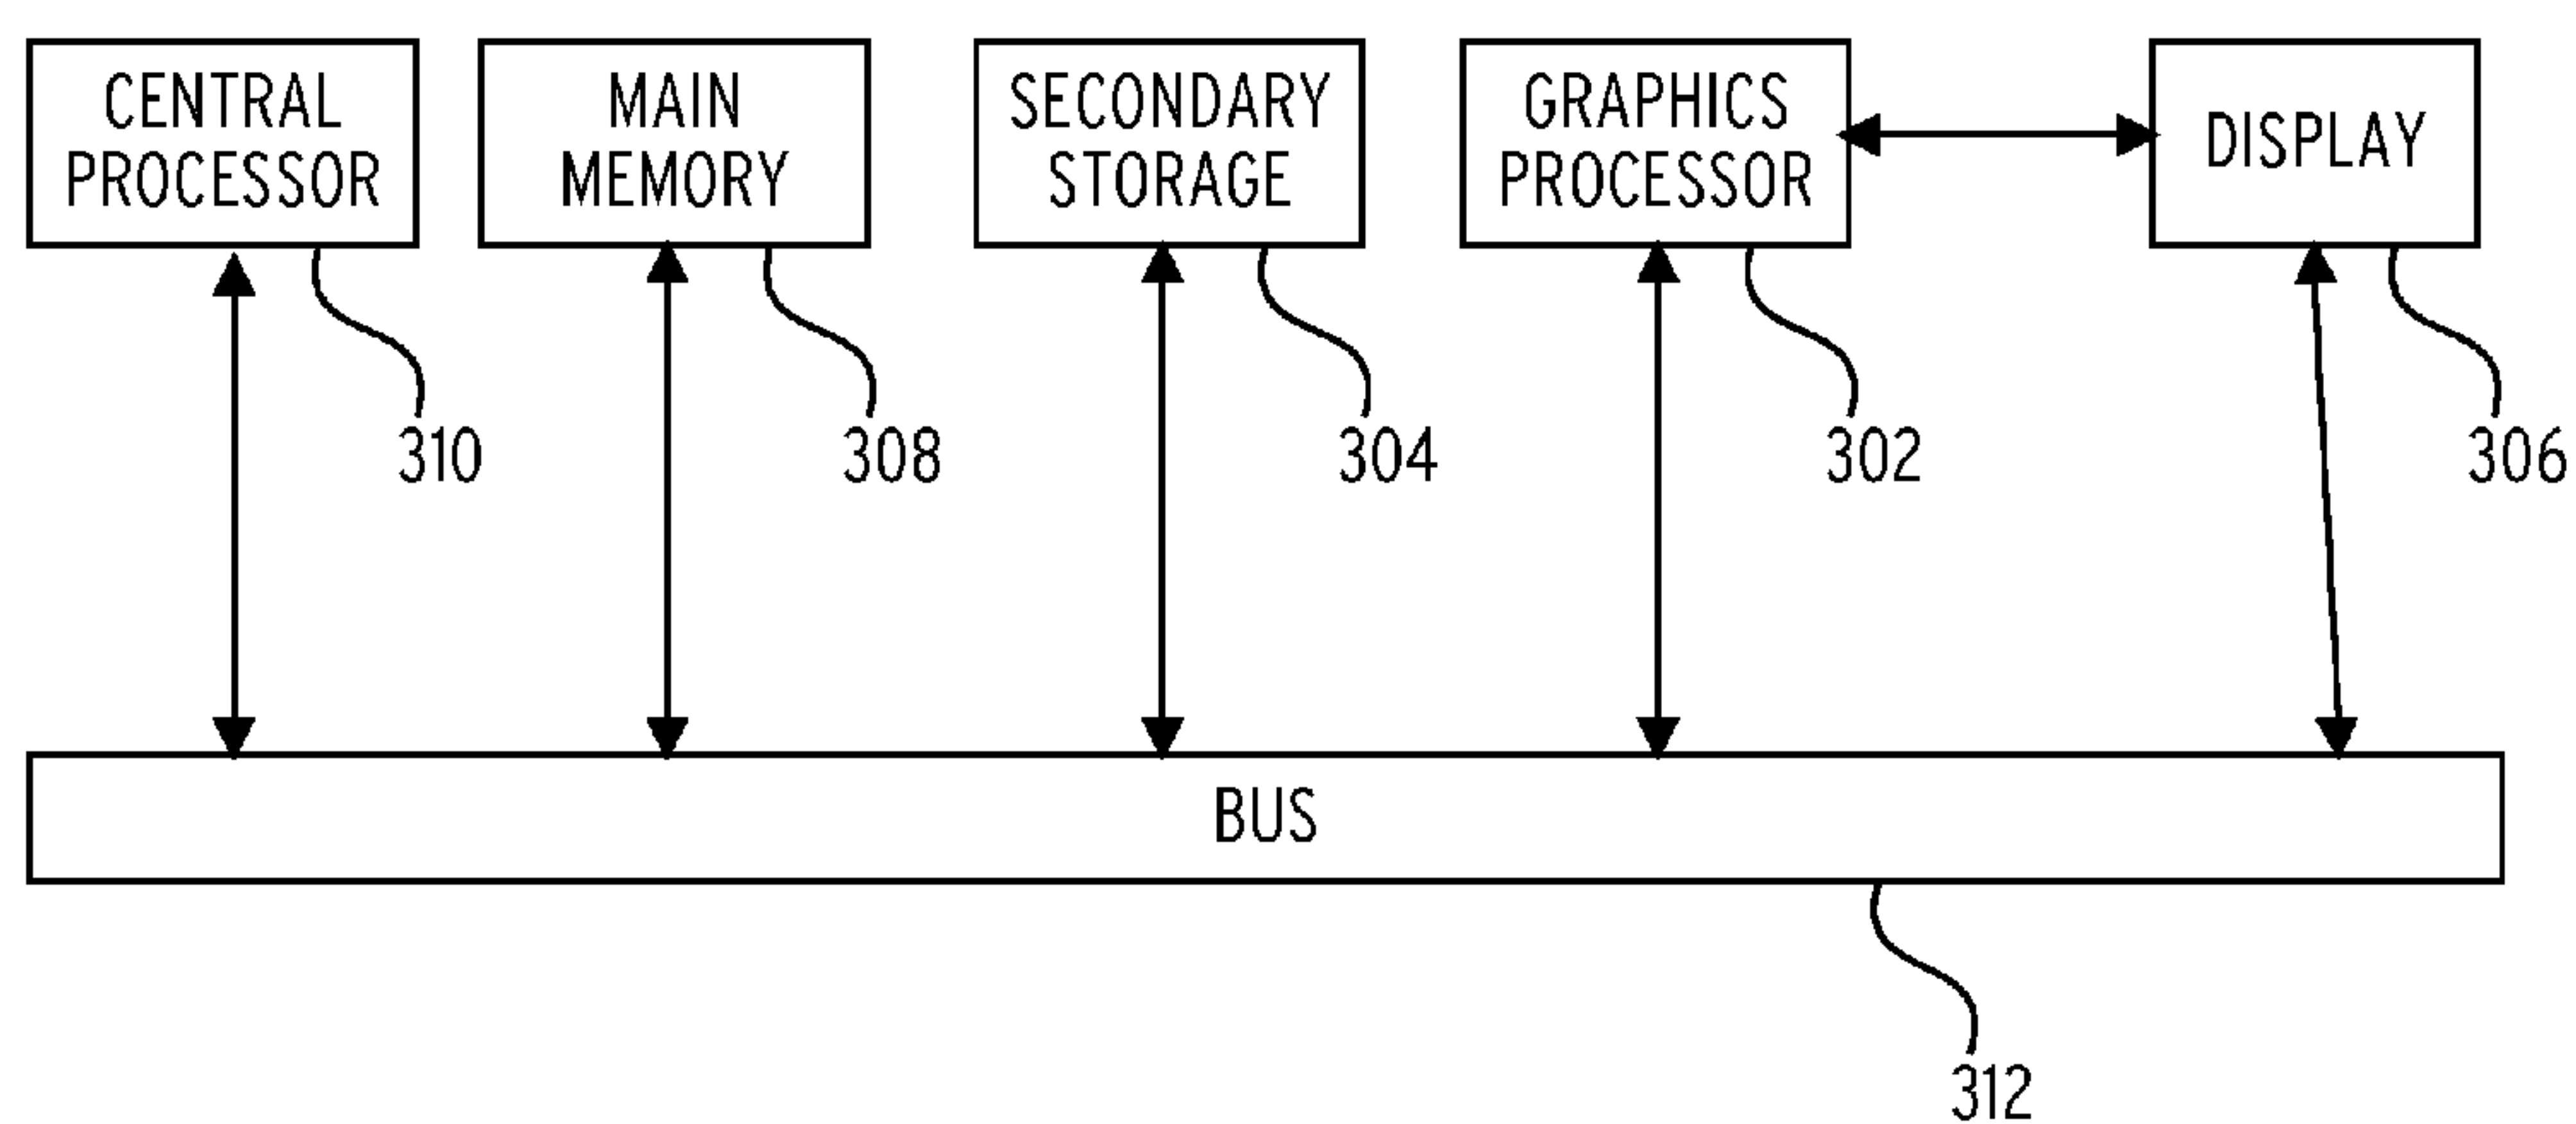 CENTRAL
PROCESSOR
MAIN
MEMORY
SECONDARY
STORAGE
GRAPHICS
PROCESSOR
DISPLAY
310
308
304
302
306
BUS
312